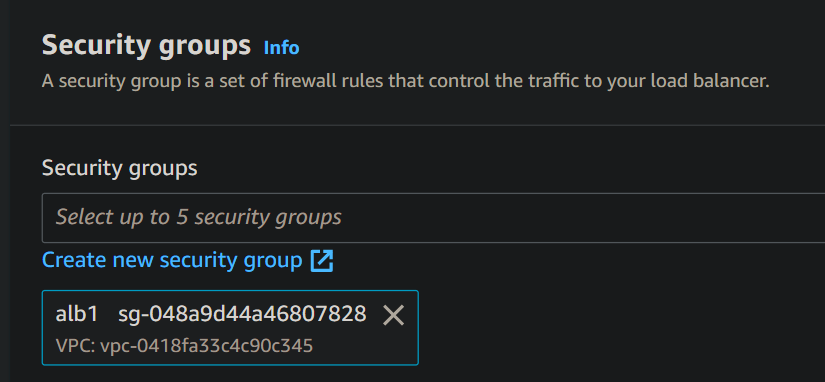 Security groups Info
A security group is a set of firewall rules that control the traffic to your load balancer.
Security groups
Select up to 5 security groups
Create new security group
alb1 sg-048a9d44a46807828
VPC: vpc-0418fa33c4c90c345